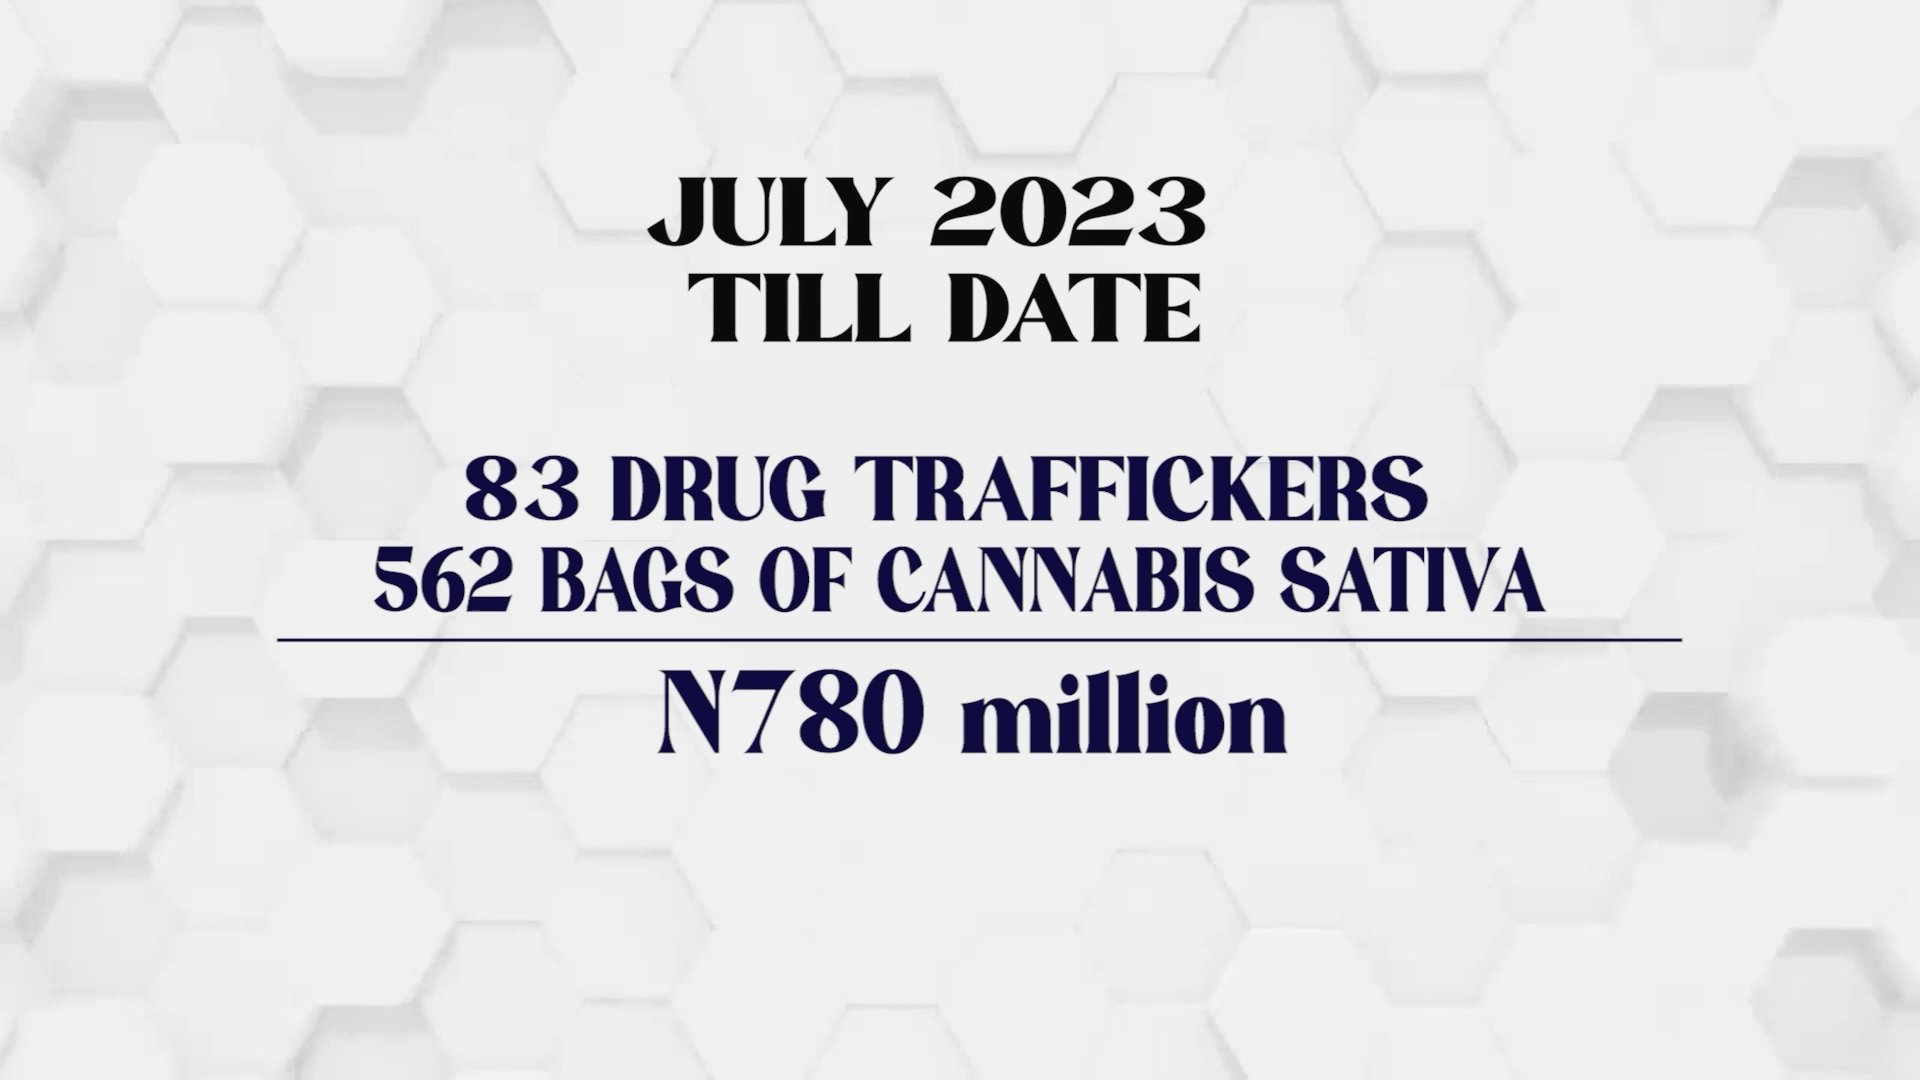 JULY 2023
TILL DATE
83 DRUG TRAFFICKERS
562 BAGS OF CANNABIS SATIVA
N780 million